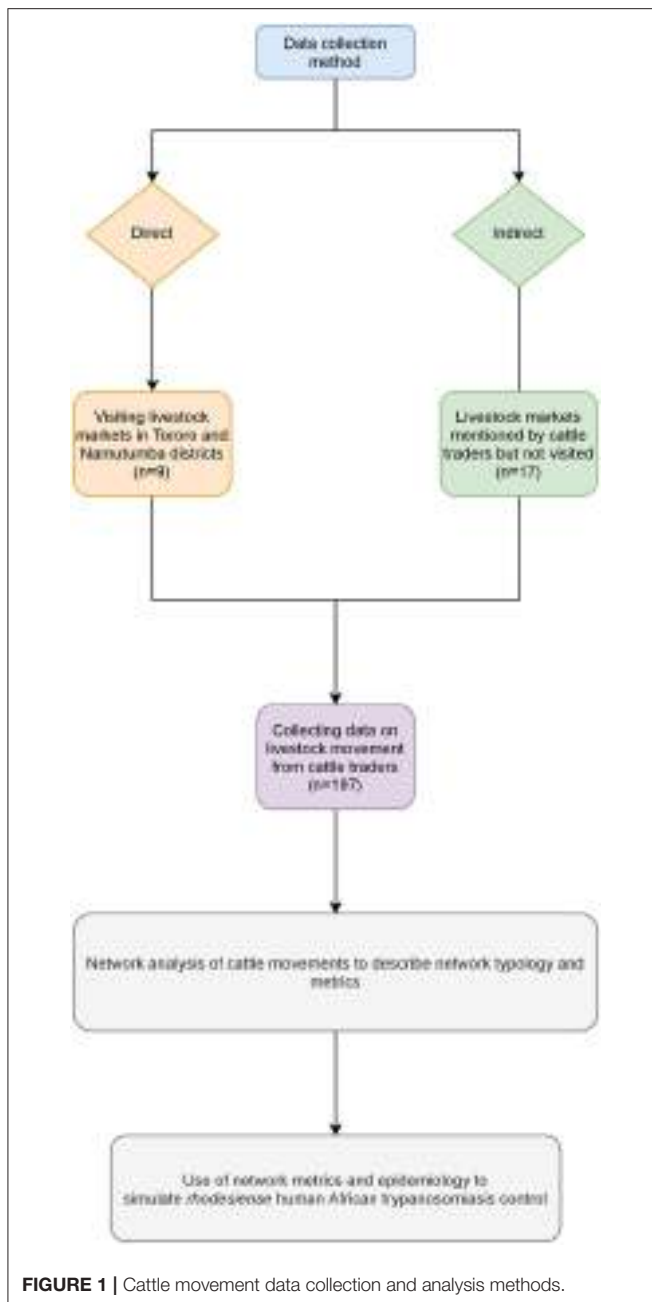 Data collection
method
Direct
Indirect
Visiting livestock
markets in Tororo and
Namutumba districts
(n=9)
Livestock markets
mentioned by cattle
traders but not visited
(n=17)
Collecting data on
livestock movement
from cattle traders
(n=197)
Network analysis of cattle movements to describe network typology and
metrics
Use of network metrics and epidemiology to
simulate rhodesiense human African trypanosomiasis control
FIGURE 1 | Cattle movement data collection and analysis methods.